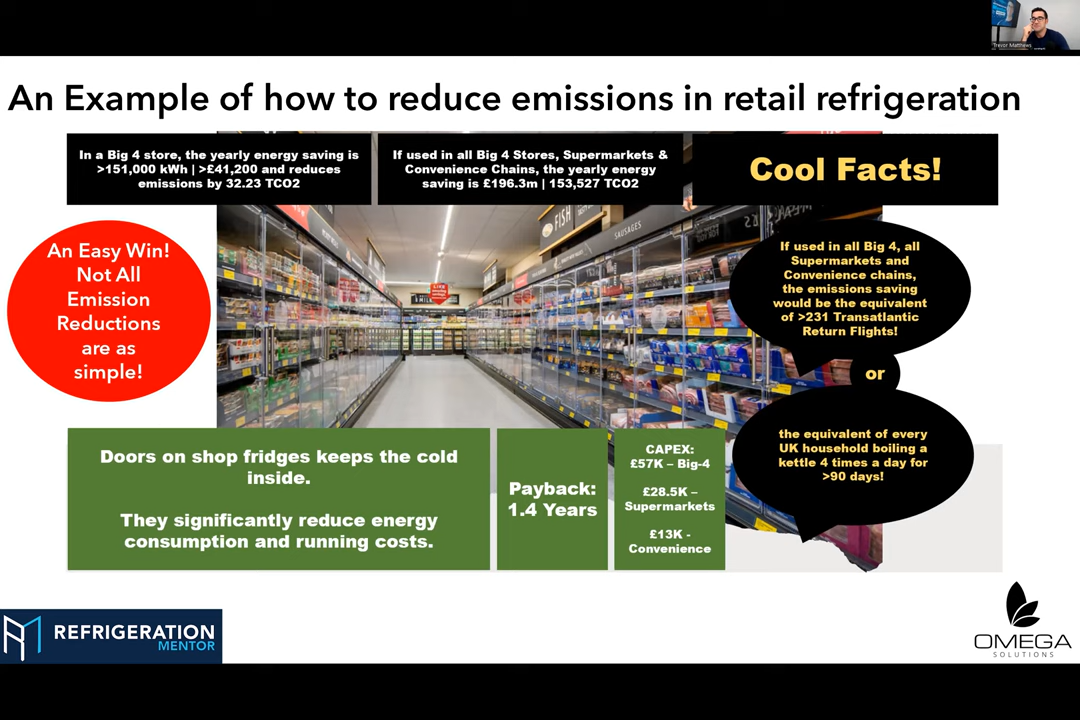 Trevor Matthews
An Example of how to reduce emissions in retail refrigeration
In a Big 4 store, the yearly energy saving is
>151,000 kWh | >£41,200 and reduces
emissions by 32.23 TCO2
If used in all Big 4 Stores, Supermarkets &
Convenience Chains, the yearly energy
saving is £196.3m | 153,527 TCO2
Cool Facts!
An Easy Win!
Not All
Emission
Reductions
are as
simple!
FISH
SAUSAGES
If used in all Big 4, all
Supermarkets and
Convenience chains,
the emissions saving
would be the equivalent
of >231 Transatlantic
Return Flights!
or
the equivalent of every
UK household boiling a
kettle 4 times a day for
>90 days!
Doors on shop fridges keeps the cold
inside.
They significantly reduce energy
consumption and running costs.
Payback:
1.4 Years
CAPEX:
£57K – Big-4
£28.5K –
Supermarkets
£13K -
Convenience
REFRIGERATION
MENTOR
OMEGA
SOLUTIONS